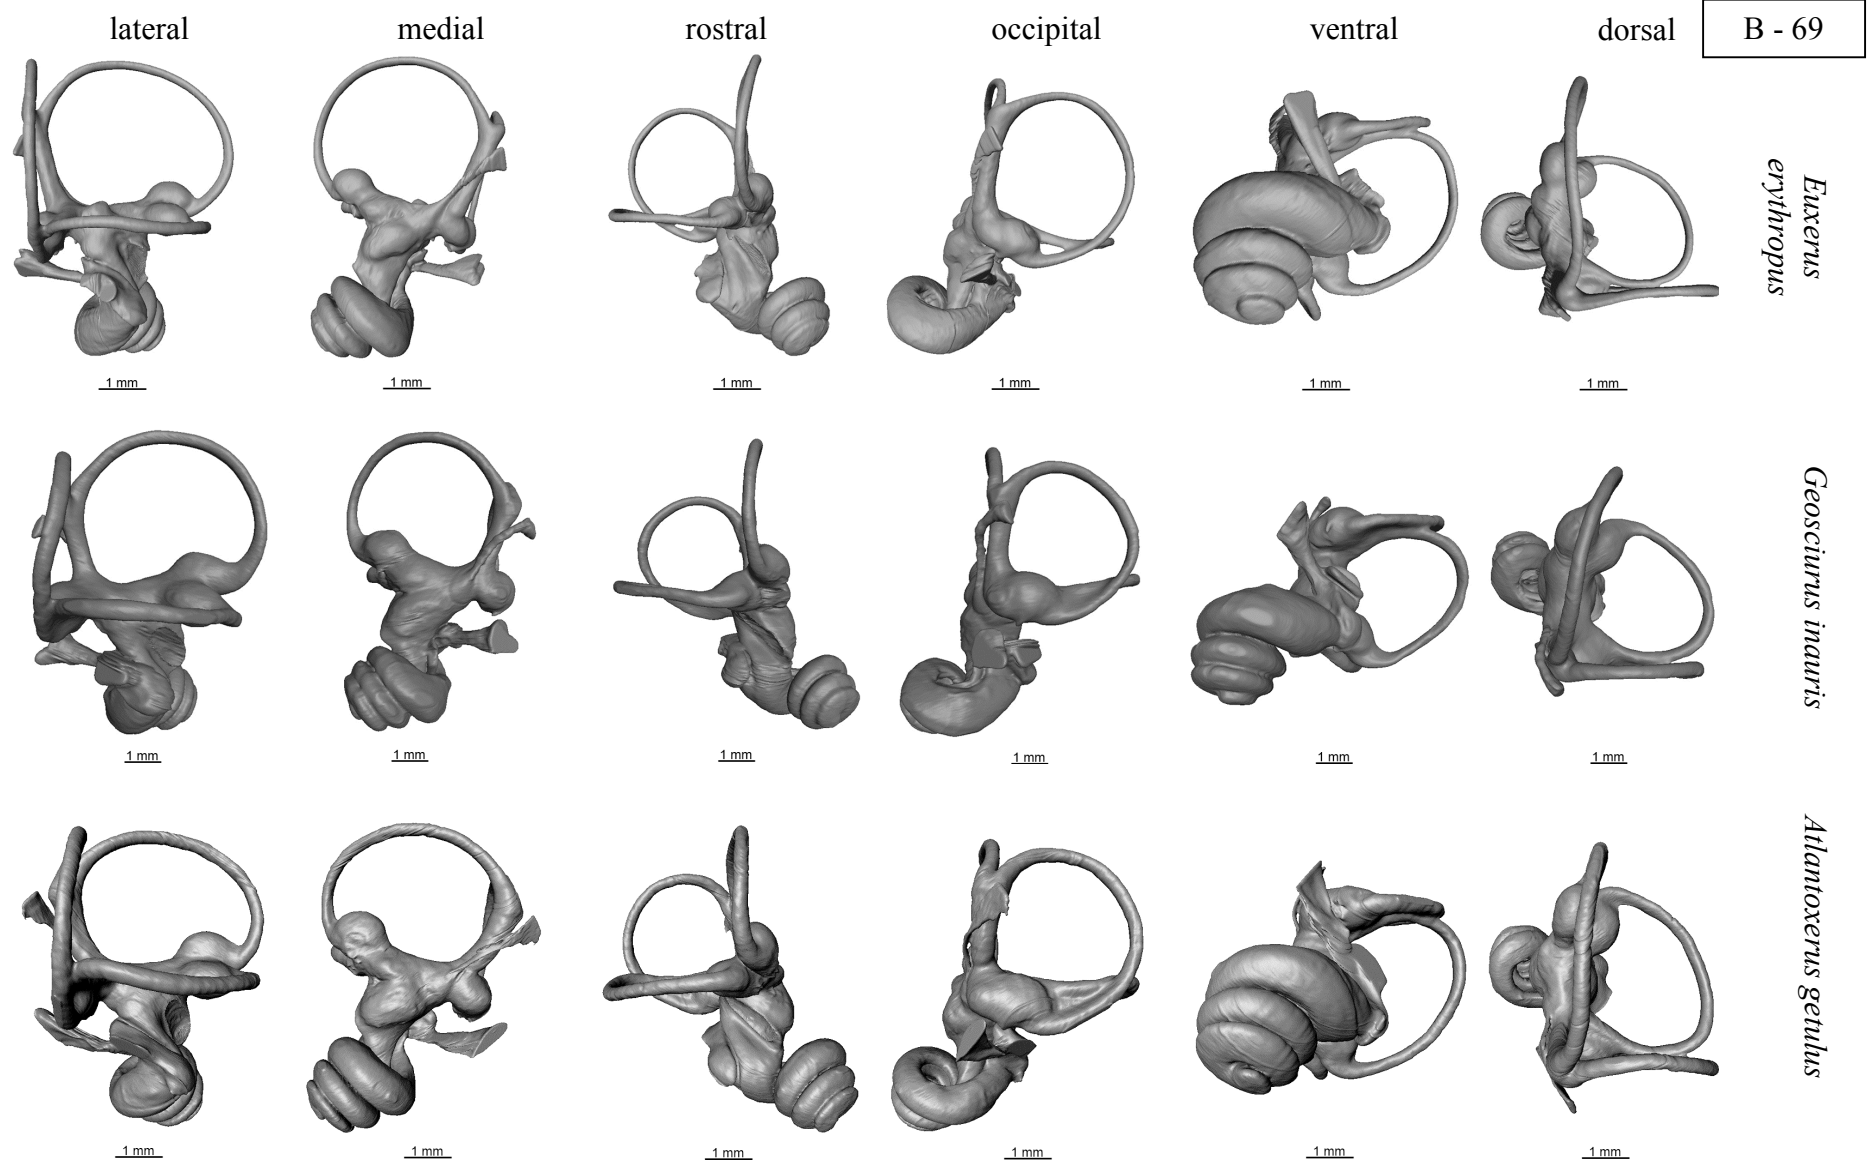 lateral medial rostral occipital ventral dorsal B - 69
Euxerus
erythropus
1 mm 1 mm 1 mm 1 mm 1 mm 1 mm
Geosciurus inauris
1 mm 1 mm 1 mm 1 mm 1 mm 1 mm
Atlantoxerus getulus
1 mm 1 mm 1 mm 1 mm 1 mm 1 mm